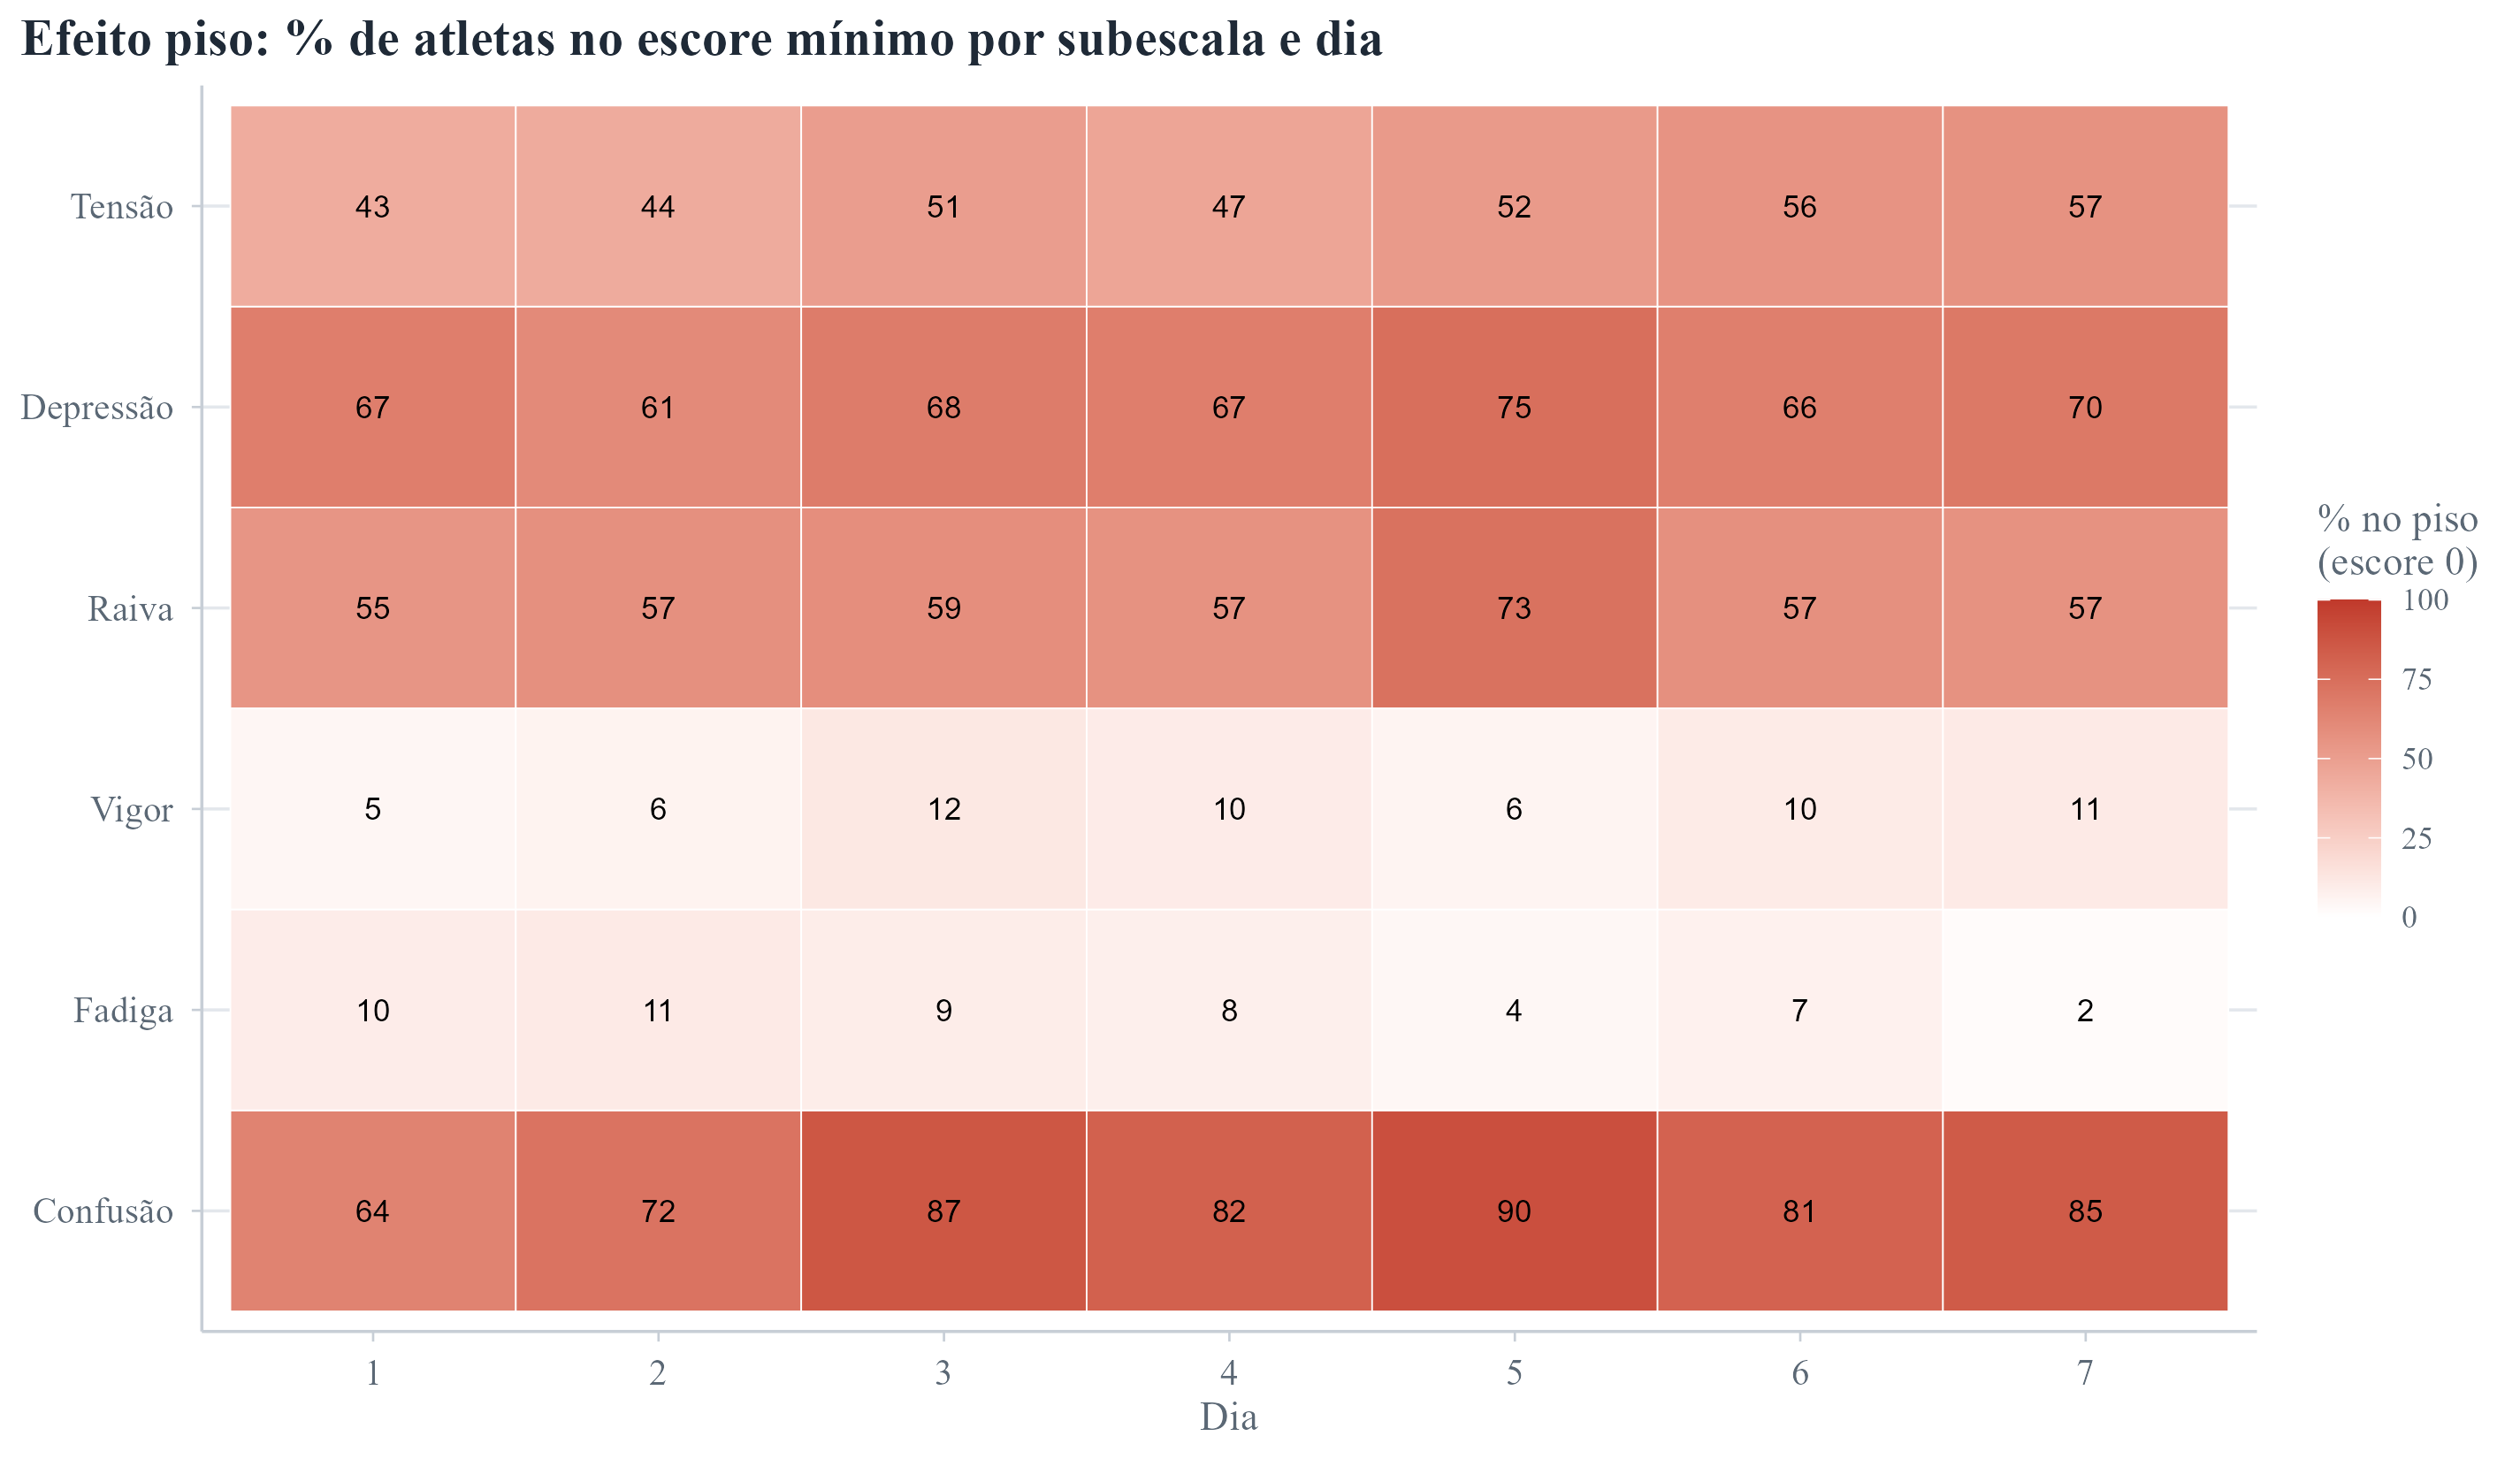 Efeito piso: % de atletas no escore mínimo por subescala e dia
Tensão 43 44 51 47 52 56 57
Depressão 67 61 68 67 75 66 70
Raiva 55 57 59 57 73 57 57
Vigor 5 6 12 10 6 10 11
Fadiga 10 11 9 8 4 7 2
Confusão 64 72 87 82 90 81 85
1 2 3 4 5 6 7
Dia
% no piso
(escore 0)
100
75
50
25
0